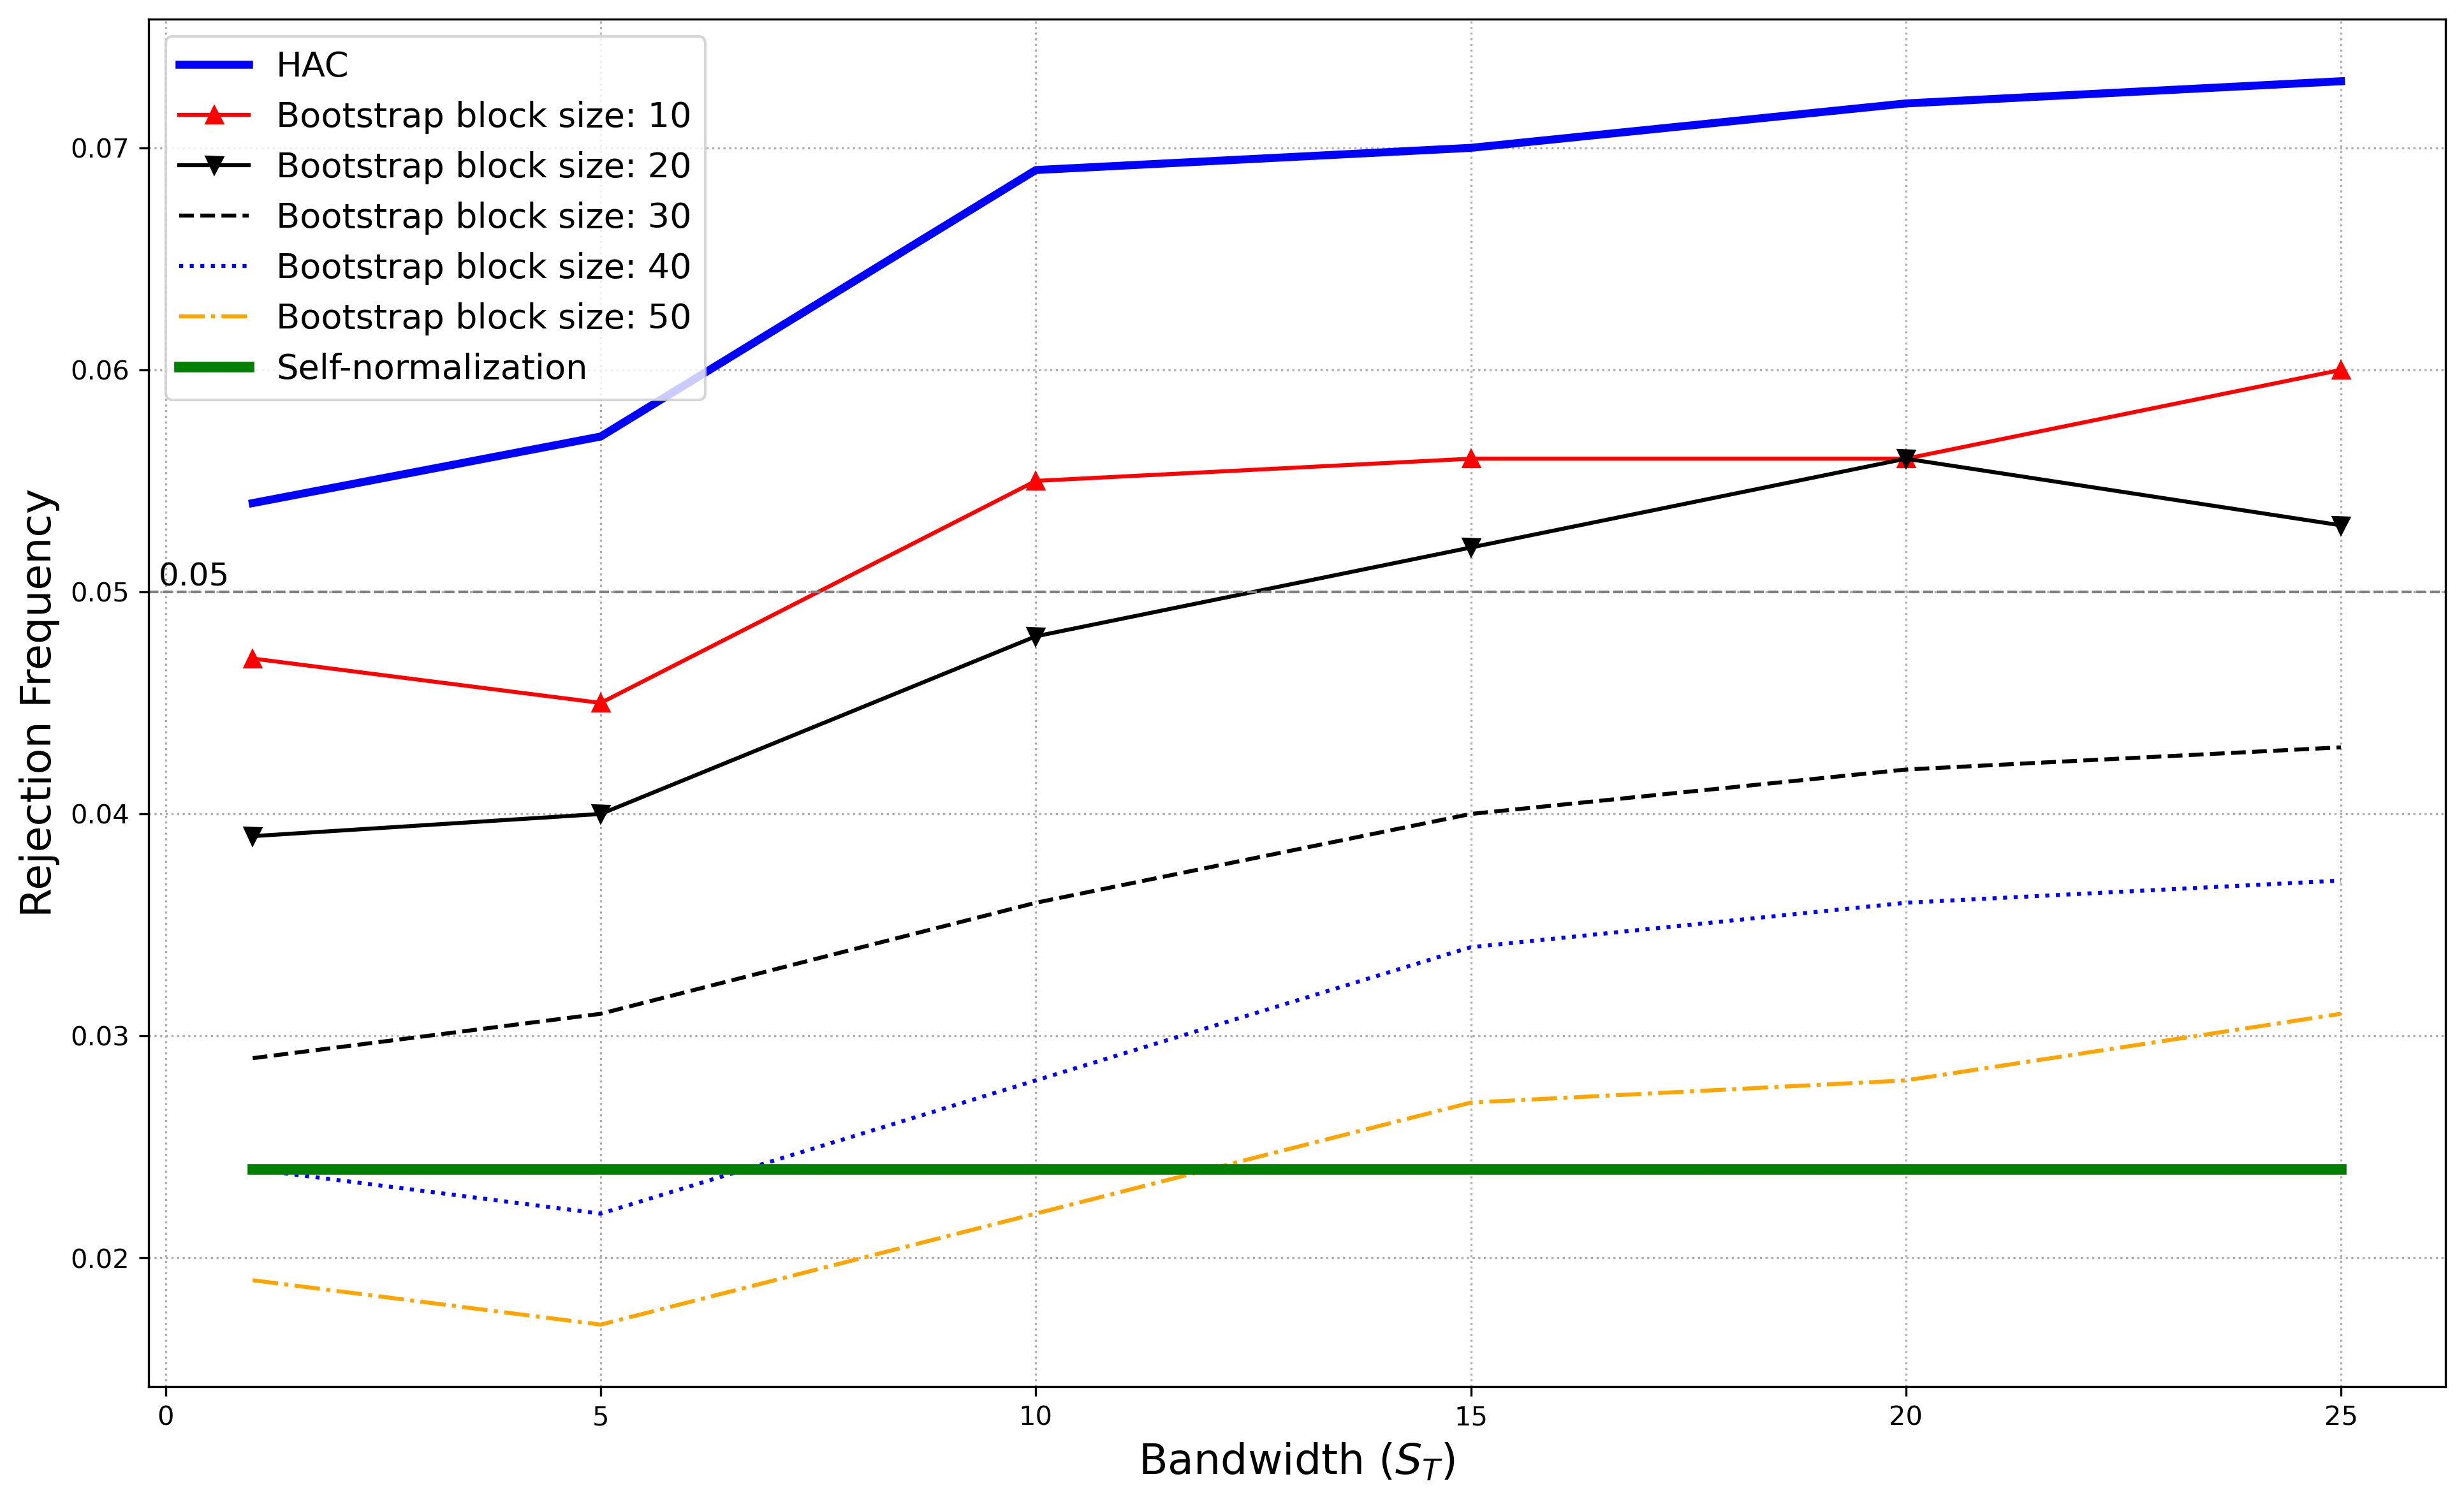 HAC
Bootstrap block size: 10
Bootstrap block size: 20
Bootstrap block size: 30
Bootstrap block size: 40
Bootstrap block size: 50
Self-normalization
0.07
0.06
0.05
0.05
0.04
0.03
0.02
Rejection Frequency
0 5 10 15 20 25
Bandwidth (S_T)